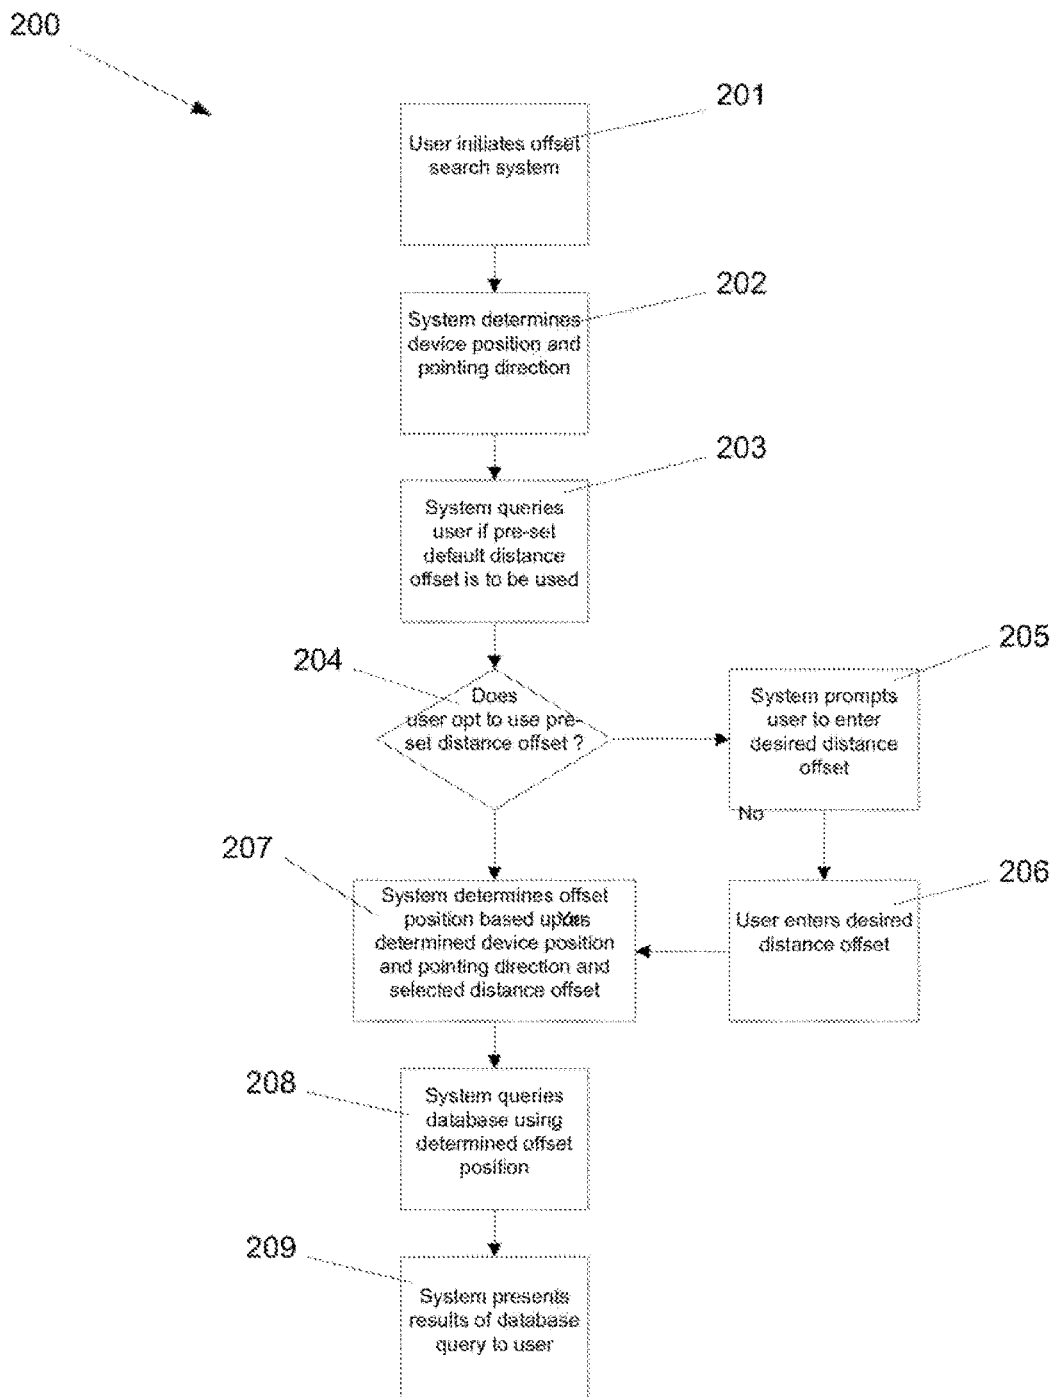 200
201
User initiates offset
search system
202
System determines
device position and
pointing direction
203
System queries
user if pre-set
default distance
offset is to be used
204
Does
user opt to use pre-
set distance offset ?
205
System prompts
user to enter
desired distance
offset
No
206
User enters desired
distance offset
207
System determines offset
position based upon
Yes
determined device position
and pointing direction and
selected distance offset
208
System queries
database using
determined offset
position
209
System presents
results of database
query to user